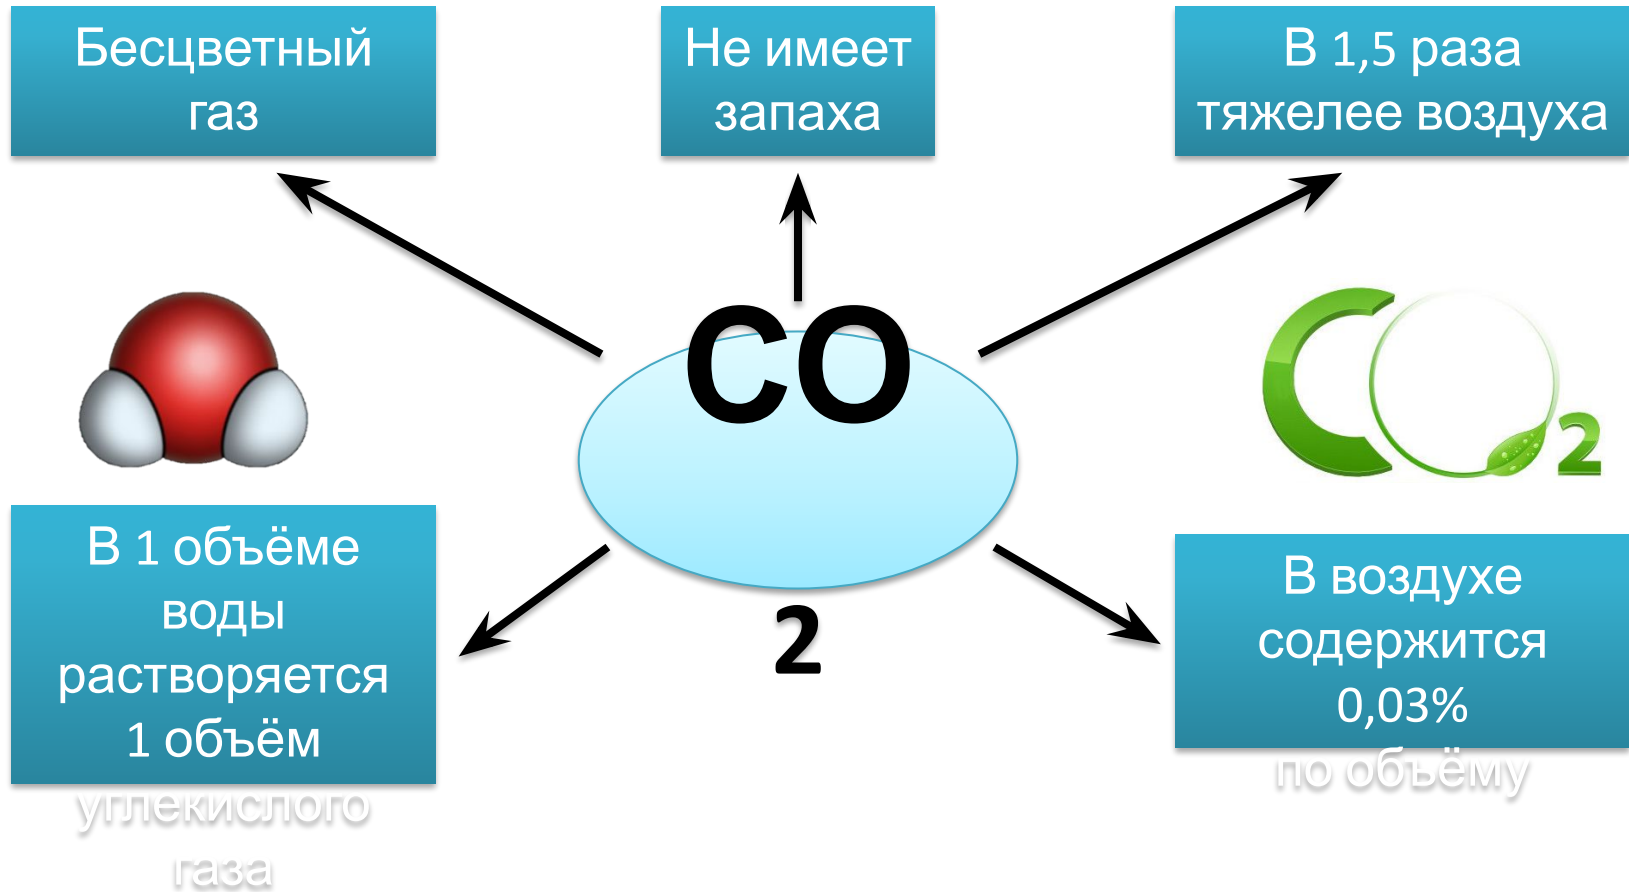 Бесцветный
газ
Не имеет
запаха
В 1,5 раза
тяжелее воздуха
CO
2
CO2
В 1 объёме
воды
растворяется
1 объём
углекислого
газа
В воздухе
содержится
0,03%
по объёму